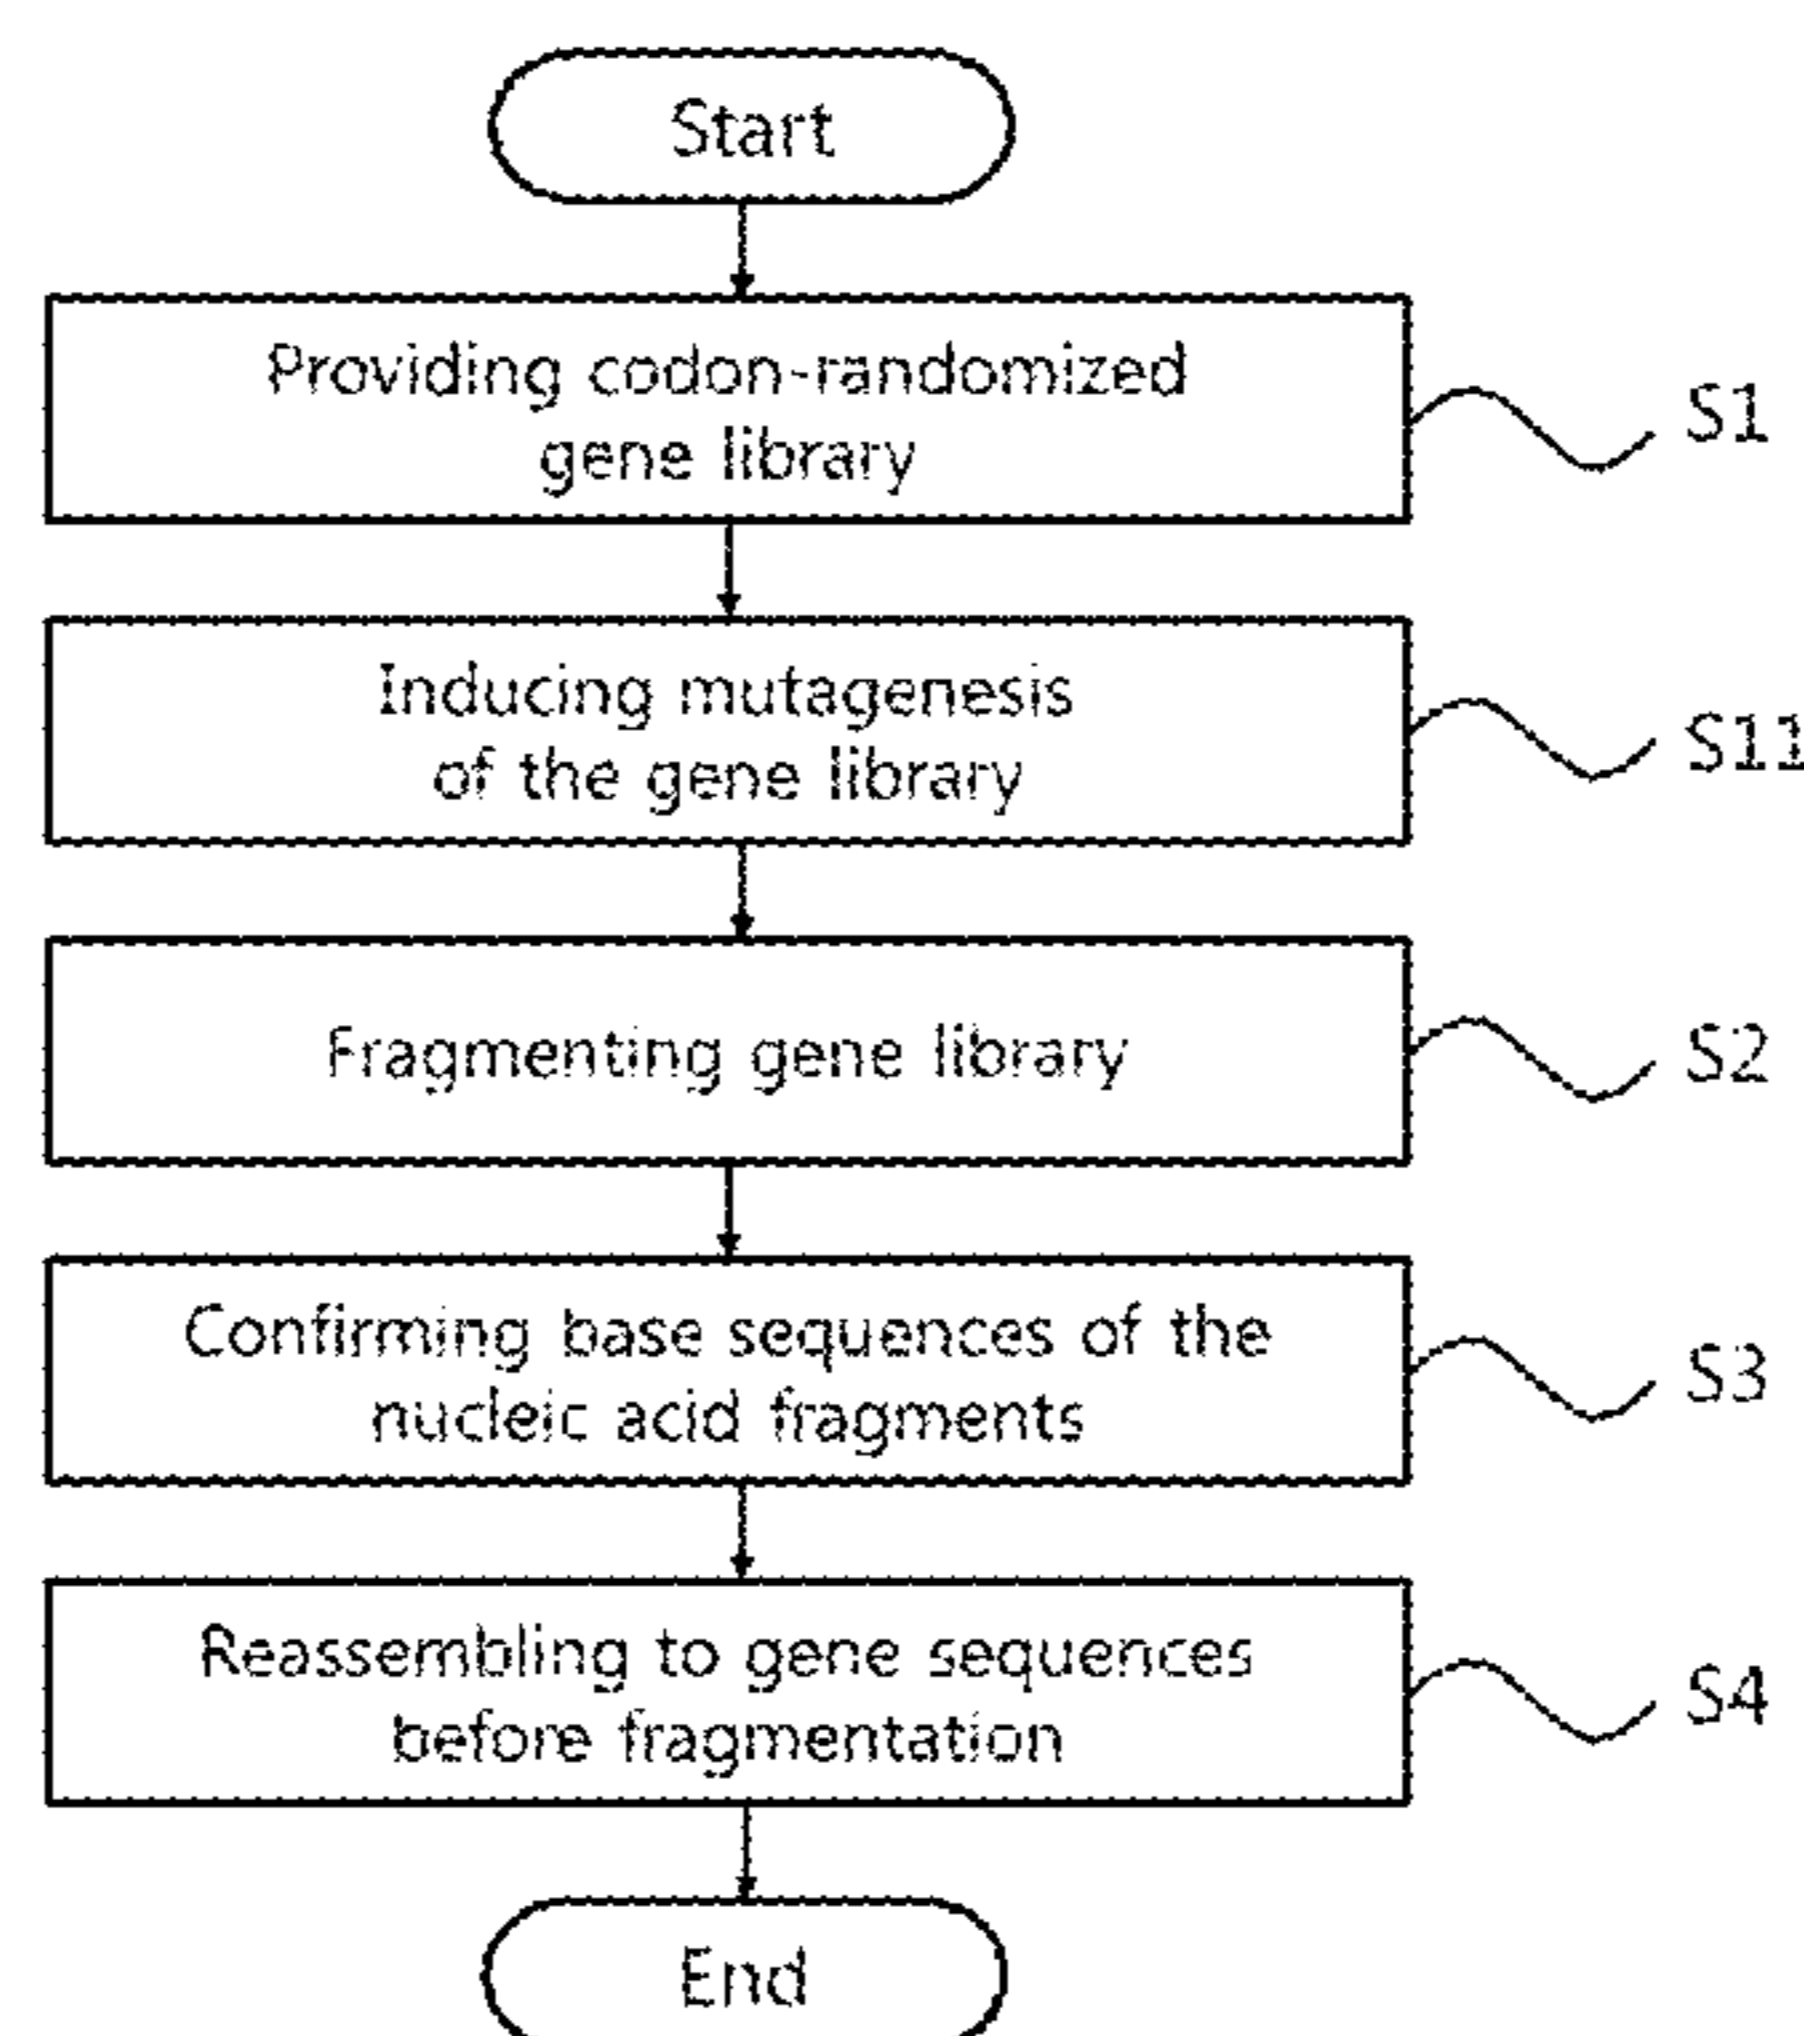 Start
Providing codon-randomized
gene library
S1
Inducing mutagenesis
of the gene library
S11
Fragmenting gene library
S2
Confirming base sequences of the
nucleic acid fragments
S3
Reassembling to gene sequences
before fragmentation
S4
End